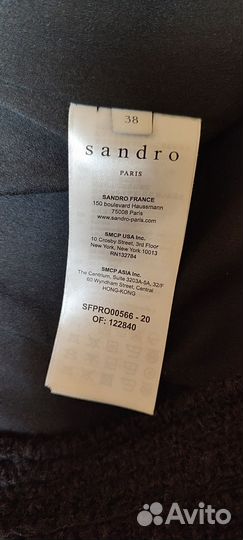 38
sandro
PARIS
SANDRO FRANCE
150 boulevard Haussmann
75008 Paris
www.sandro-paris.com
SMCP USA Inc.
10 Crosby Street, 3rd Floor
New York, New York 10013
RN132784
SMCP ASIA Inc.
The Centrium, Suite 3203A-5A, 32/F
60 Wyndham Street, Central
HONG-KONG
SFPRO00566 - 20
OF: 122840
Avito